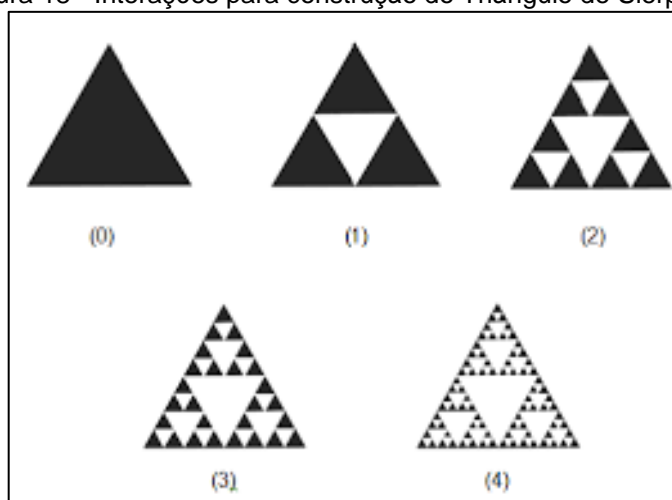 - Interações para construção do Triângulo de
(0) (1) (2)
(3) (4)